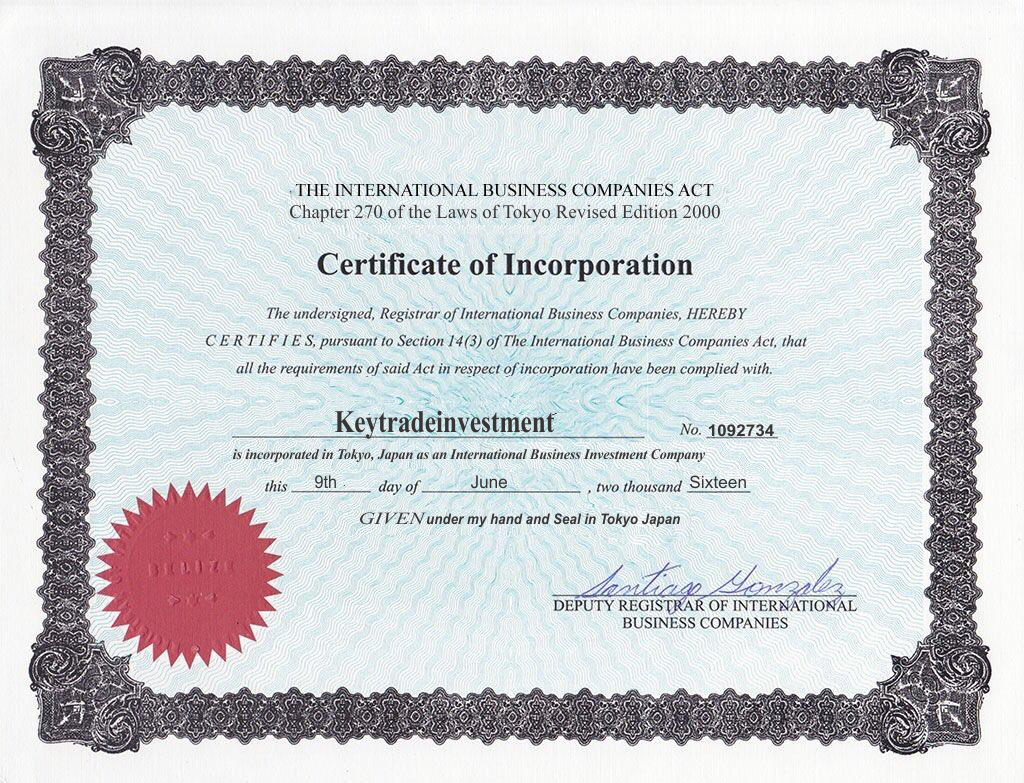 THE INTERNATIONAL BUSINESS COMPANIES ACT
Chapter 270 of the Laws of Tokyo Revised Edition 2000
Certificate of Incorporation
The undersigned, Registrar of International Business Companies, HEREBY
CERTIFIES, pursuant to Section 14(3) of The International Business Companies Act, that
all the requirements of said Act in respect of incorporation have been complied with.
Keytradeinvestment No. 1092734
is incorporated in Tokyo, Japan as an International Business Investment Company
this 9th day of June , two thousand Sixteen
GIVEN under my hand and Seal in Tokyo Japan
BELIZE
Santiago Gonzalez
DEPUTY REGISTRAR OF INTERNATIONAL
BUSINESS COMPANIES